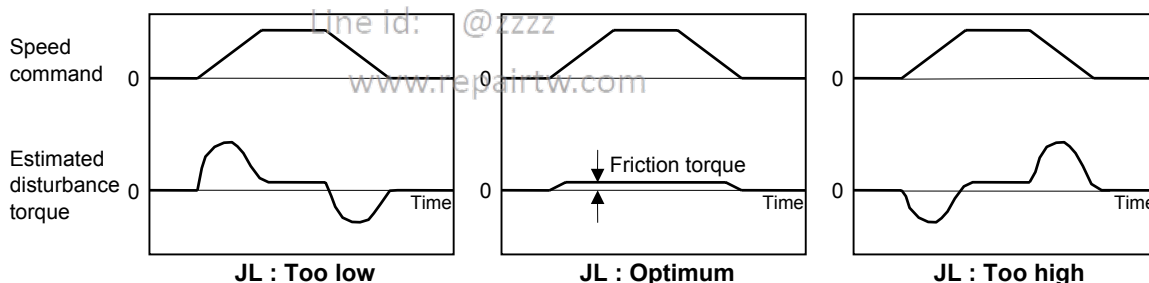 Line id: @zzzz
Speed
command
0
0
0
www.repairtw.com
Estimated
disturbance
torque
0
Time
0
Friction torque
Time
0
Time
JL : Too low
JL : Optimum
JL : Too high